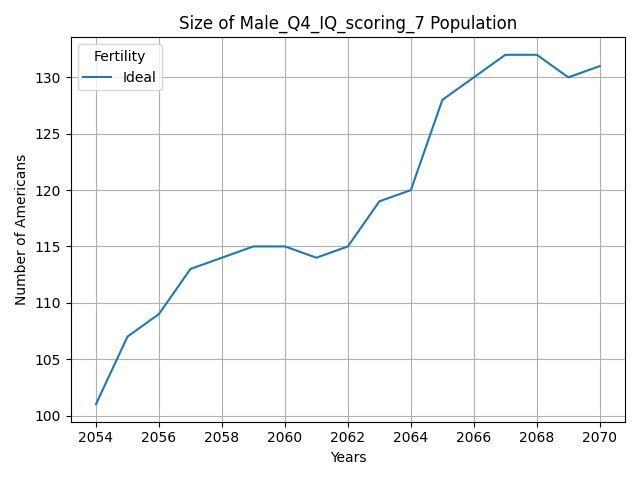 Size of Male_Q4_IQ_scoring_7 Population
Fertility
Ideal
Number of Americans
130
125
120
115
110
105
100
2054 2056 2058 2060 2062 2064 2066 2068 2070
Years